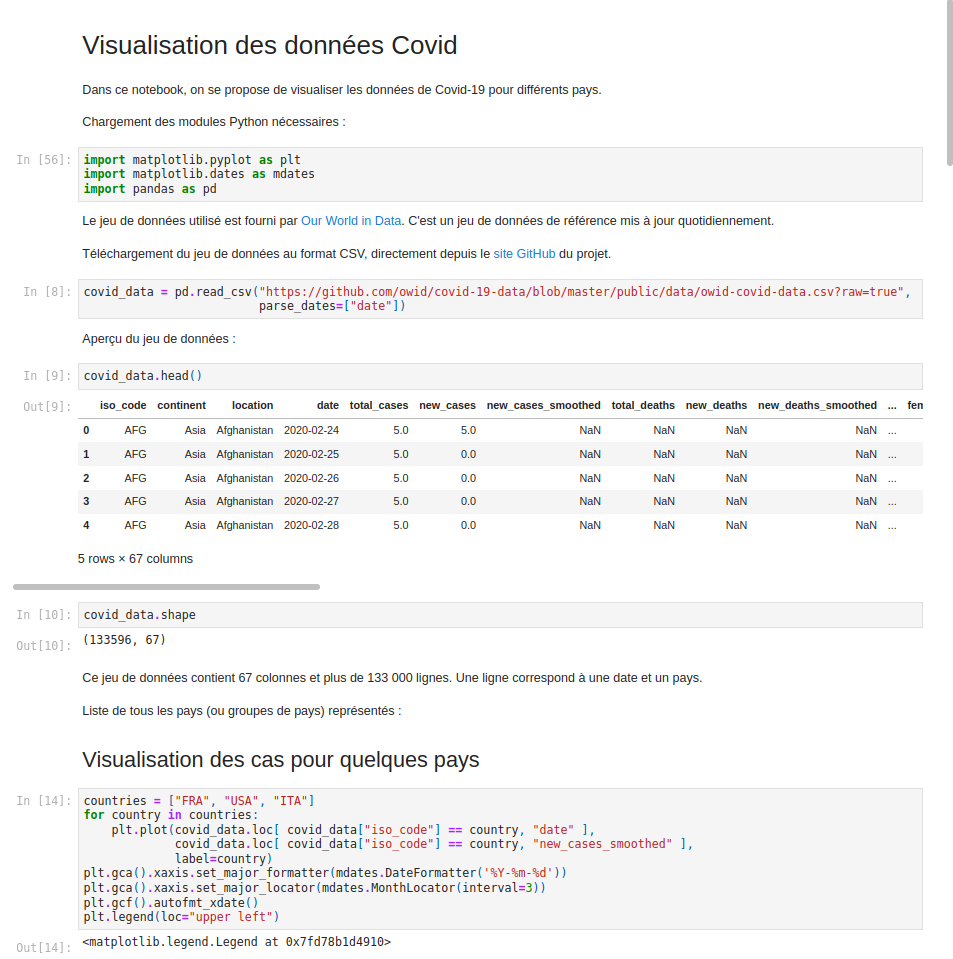 Visualisation des données Covid
Dans ce notebook, on se propose de visualiser les données de Covid-19 pour différents pays.
Chargement des modules Python nécessaires :
In [56]: import matplotlib.pyplot as plt
import matplotlib.dates as mdates
import pandas as pd
Le jeu de données utilisé est fourni par Our World in Data. C'est un jeu de données de référence mis à jour quotidiennement.
Téléchargement du jeu de données au format CSV, directement depuis le site GitHub du projet.
In [8]: covid_data = pd.read_csv("https://github.com/owid/covid-19-data/blob/master/public/data/owid-covid-data.csv?raw=true",
parse_dates=["date"])
Aperçu du jeu de données :
In [9]: covid_data.head()
Out[9]: iso_code continent location date total_cases new_cases new_cases_smoothed total_deaths new_deaths new_deaths_smoothed ... fem
0 AFG Asia Afghanistan 2020-02-24 5.0 5.0 NaN NaN NaN NaN ...
1 AFG Asia Afghanistan 2020-02-25 5.0 0.0 NaN NaN NaN NaN ...
2 AFG Asia Afghanistan 2020-02-26 5.0 0.0 NaN NaN NaN NaN ...
3 AFG Asia Afghanistan 2020-02-27 5.0 0.0 NaN NaN NaN NaN ...
4 AFG Asia Afghanistan 2020-02-28 5.0 0.0 NaN NaN NaN NaN ...
5 rows × 67 columns
In [10]: covid_data.shape
Out[10]: (133596, 67)
Ce jeu de données contient 67 colonnes et plus de 133 000 lignes. Une ligne correspond à une date et un pays.
Liste de tous les pays (ou groupes de pays) représentés :
Visualisation des cas pour quelques pays
In [14]: countries = ["FRA", "USA", "ITA"]
for country in countries:
plt.plot(covid_data.loc[ covid_data["iso_code"] == country, "date" ],
covid_data.loc[ covid_data["iso_code"] == country, "new_cases_smoothed" ],
label=country)
plt.gca().xaxis.set_major_formatter(mdates.DateFormatter('%Y-%m-%d'))
plt.gca().xaxis.set_major_locator(mdates.MonthLocator(interval=3))
plt.gcf().autofmt_xdate()
plt.legend(loc="upper left")
Out[14]: <matplotlib.legend.Legend at 0x7fd78b1d4910>